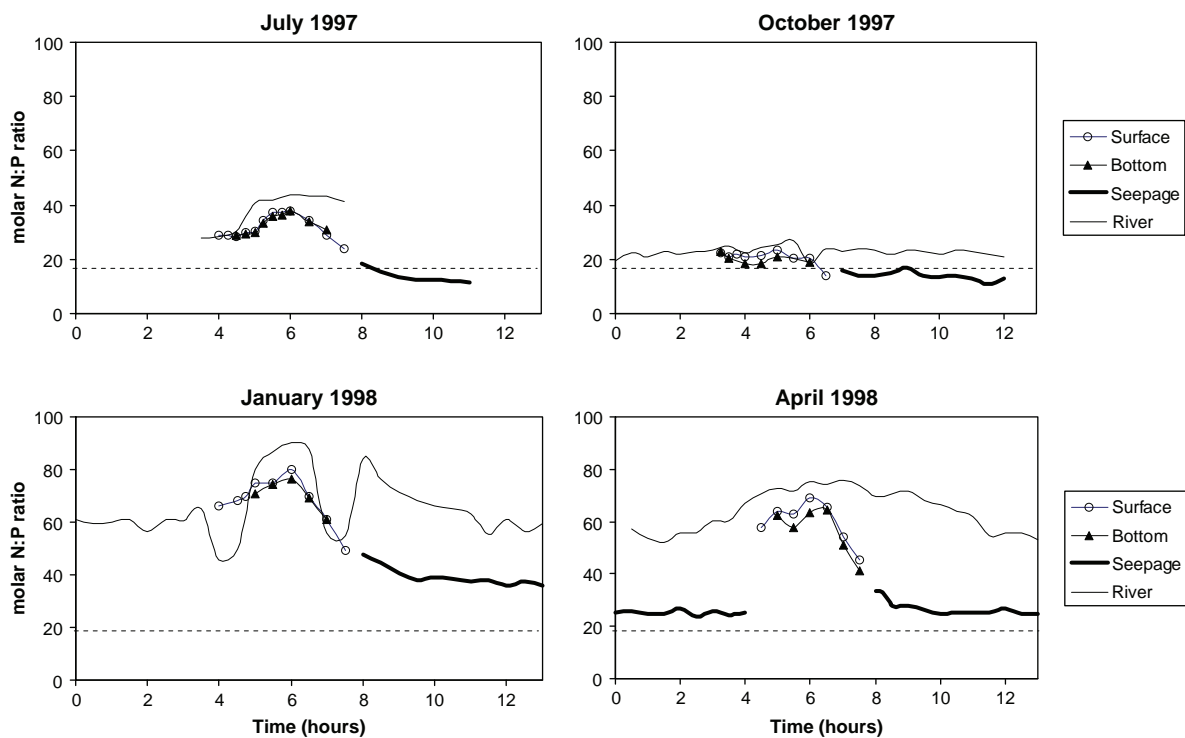 July 1997
October 1997
molar N:P ratio
100
80
60
40
20
0
0 2 4 6 8 10 12
100
80
60
40
20
0
0 2 4 6 8 10 12
Surface
Bottom
Seepage
River
January 1998
April 1998
molar N:P ratio
100
80
60
40
20
0
0 2 4 6 8 10 12
Time (hours)
100
80
60
40
20
0
0 2 4 6 8 10 12
Time (hours)
Surface
Bottom
Seepage
River